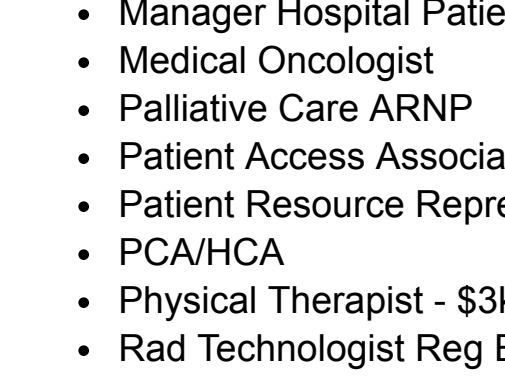 • Manager Hospital Patie
• Medical Oncologist
• Palliative Care ARNP
• Patient Access Associa
• Patient Resource Repre
• PCA/HCA
• Physical Therapist - $3k
• Rad Technologist Reg E